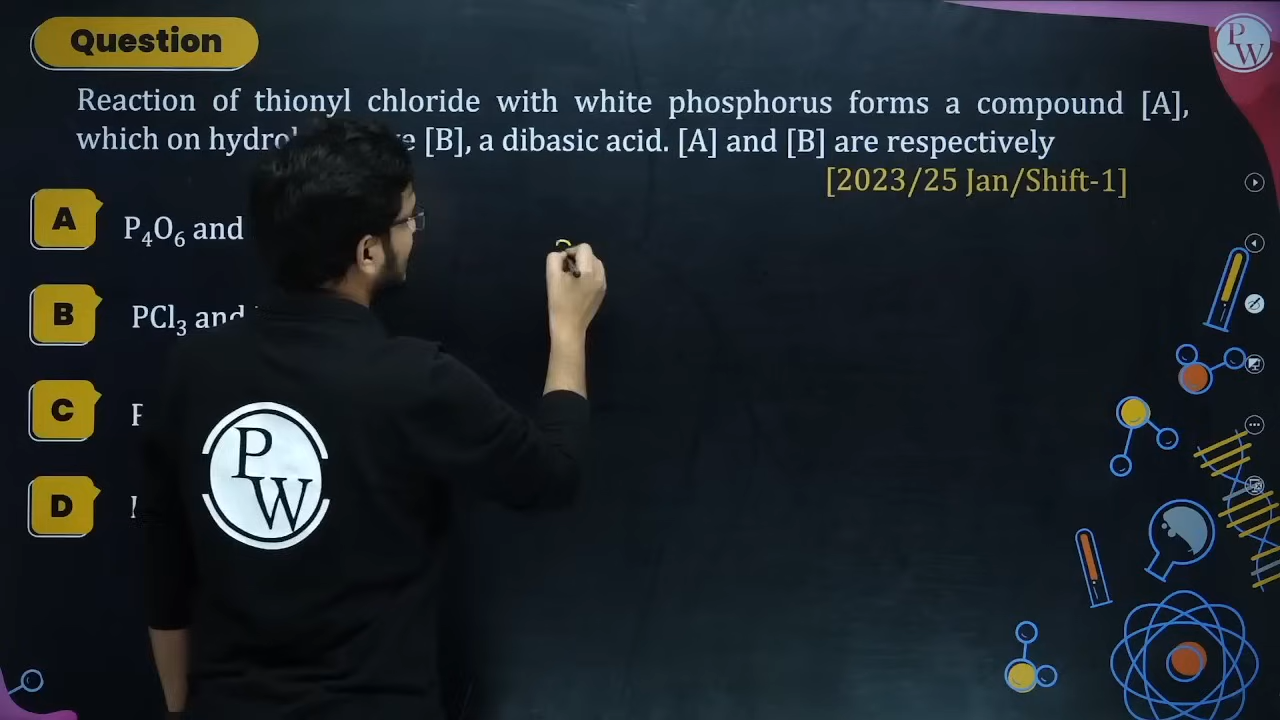 Question
Reaction of thionyl chloride with white phosphorus forms a compound [A],
which on [B], a dibasic acid. [A] and [B] are respectively
[2023/25 Jan/Shift-1]
A P₄O₆ and
B PCl₃ and
C
D
PW
PW